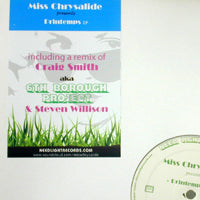 Miss Chrysalide
presents
Printemps EP
including a remix of
Craig Smith
aka
6TH BOROUGH
PROJECT
& Steven Willison
NEEDLIGHTRECORDS.COM
Miss Chrys
Printemps